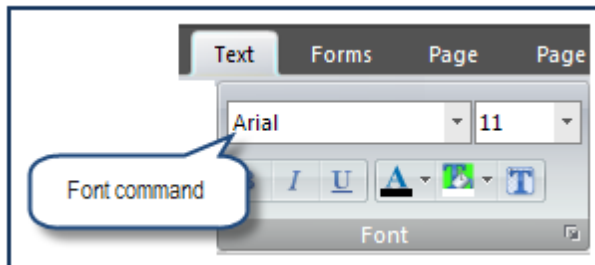 Text Forms Page Page
Arial 11
Font command I U A T T
Font